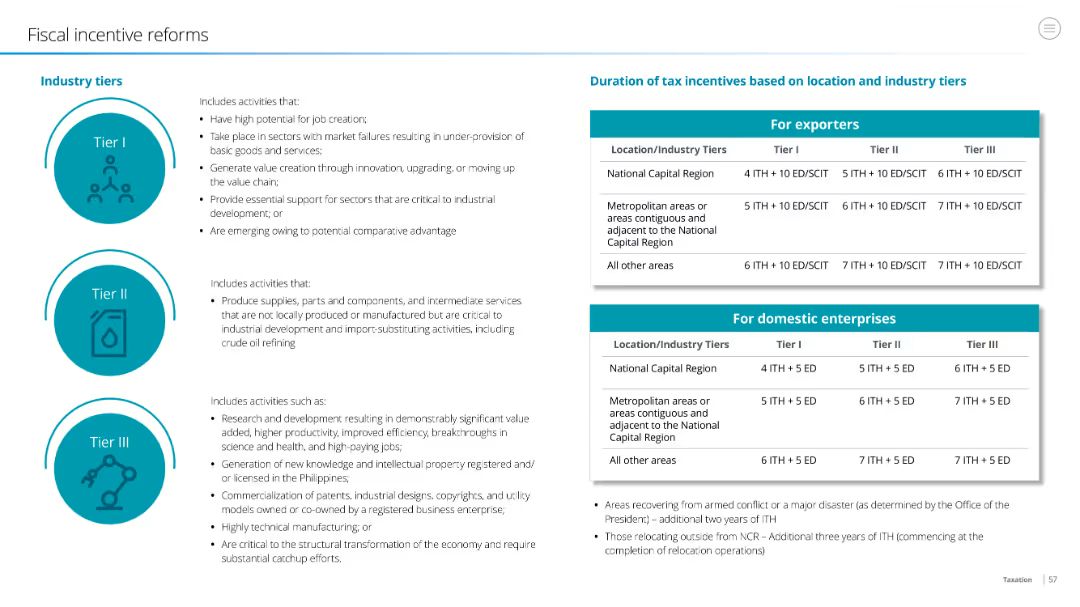 Fiscal incentive reforms
Industry tiers
Tier I
Includes activities that:
• Have high potential for job creation;
• Take place in sectors with market failures resulting in under-provision of
basic goods and services;
• Generate value creation through innovation, upgrading, or moving up
the value chain;
• Provide essential support for sectors that are critical to industrial
development; or
• Are emerging owing to potential comparative advantage
Tier II
Includes activities that:
• Produce supplies, parts and components, and intermediate services
that are not locally produced or manufactured but are critical to
industrial development and import-substituting activities, including
crude oil refining
Tier III
Includes activities such as:
• Research and development resulting in demonstrably significant value
added, higher productivity, improved efficiency, breakthroughs in
science and health, and high-paying jobs;
• Generation of new knowledge and intellectual property registered and/
or licensed in the Philippines;
• Commercialization of patents, industrial designs, copyrights, and utility
models owned or co-owned by a registered business enterprise;
• Highly technical manufacturing; or
• Are critical to the structural transformation of the economy and require
substantial catchup efforts.
Duration of tax incentives based on location and industry tiers
For exporters
Location/Industry Tiers Tier I Tier II Tier III
National Capital Region 4 ITH + 10 ED/SCIT 5 ITH + 10 ED/SCIT 6 ITH + 10 ED/SCIT
Metropolitan areas or 5 ITH + 10 ED/SCIT 6 ITH + 10 ED/SCIT 7 ITH + 10 ED/SCIT
areas contiguous and
adjacent to the National
Capital Region
All other areas 6 ITH + 10 ED/SCIT 7 ITH + 10 ED/SCIT 7 ITH + 10 ED/SCIT
For domestic enterprises
Location/Industry Tiers Tier I Tier II Tier III
National Capital Region 4 ITH + 5 ED 5 ITH + 5 ED 6 ITH + 5 ED
Metropolitan areas or 5 ITH + 5 ED 6 ITH + 5 ED 7 ITH + 5 ED
areas contiguous and
adjacent to the National
Capital Region
All other areas 6 ITH + 5 ED 7 ITH + 5 ED 7 ITH + 5 ED
• Areas recovering from armed conflict or a major disaster (as determined by the Office of the
President) – additional two years of ITH
• Those relocating outside from NCR – Additional three years of ITH (commencing at the
completion of relocation operations)
Taxation | 57